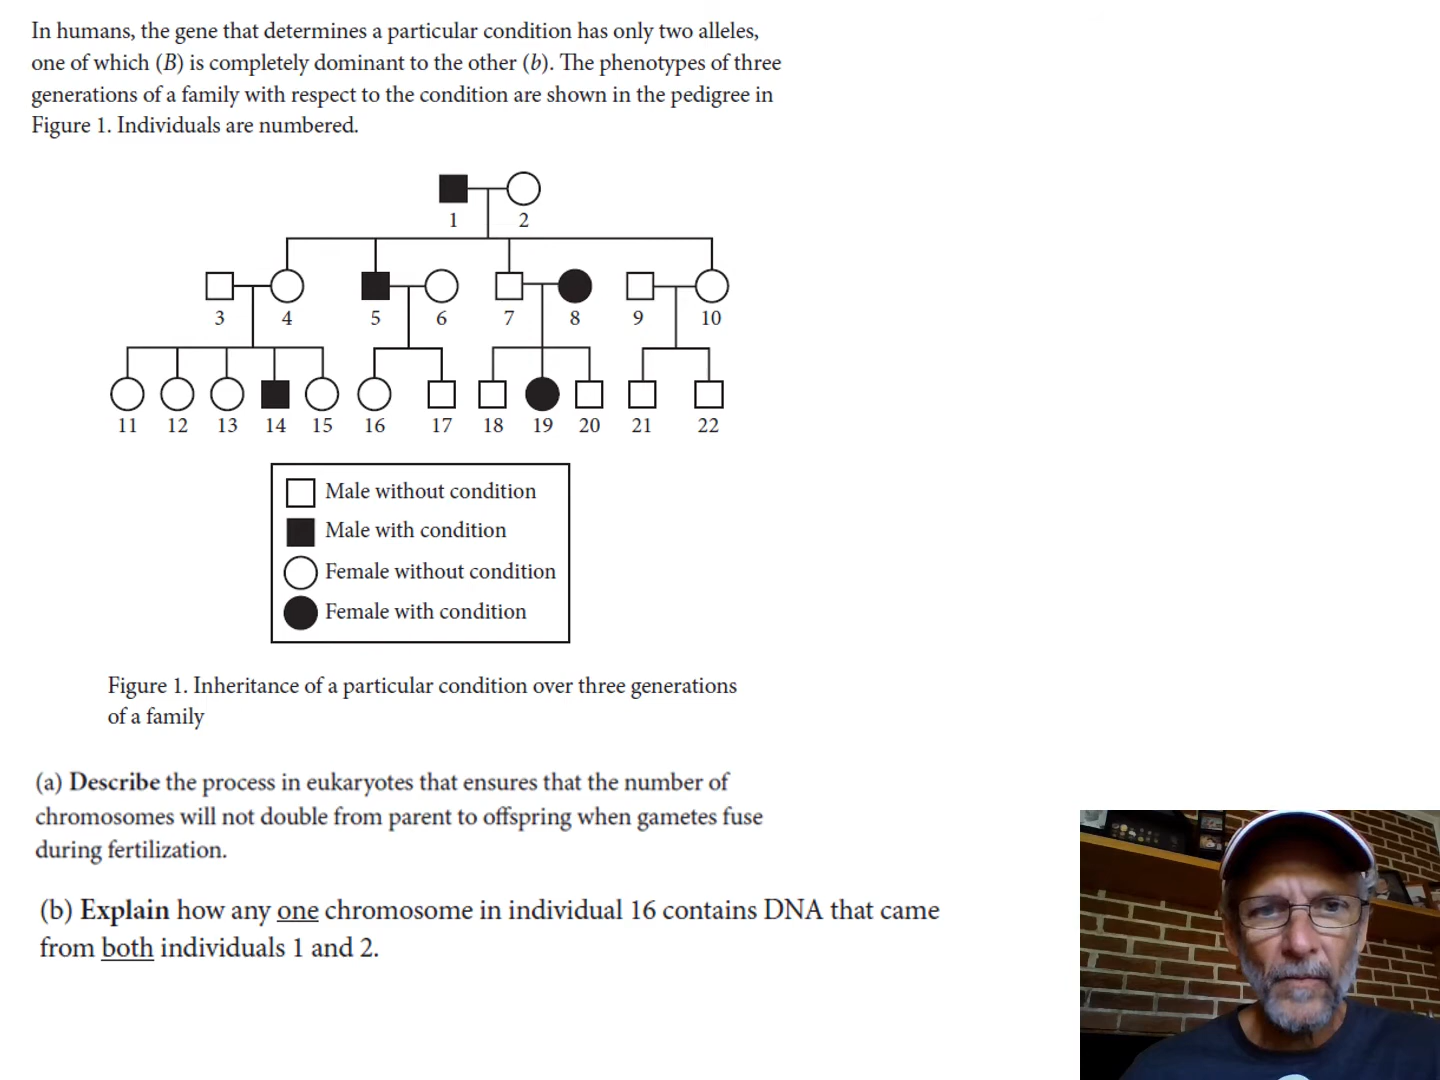 In humans, the gene that determines a particular condition has only two alleles,
one of which (B) is completely dominant to the other (b). The phenotypes of three
generations of a family with respect to the condition are shown in the pedigree in
Figure 1. Individuals are numbered.
1 2
3 4 5 6 7 8 9 10
11 12 13 14 15 16 17 18 19 20 21 22
Male without condition
Male with condition
Female without condition
Female with condition
Figure 1. Inheritance of a particular condition over three generations
of a family
(a) Describe the process in eukaryotes that ensures that the number of
chromosomes will not double from parent to offspring when gametes fuse
during fertilization.
(b) Explain how any one chromosome in individual 16 contains DNA that came
from both individuals 1 and 2.